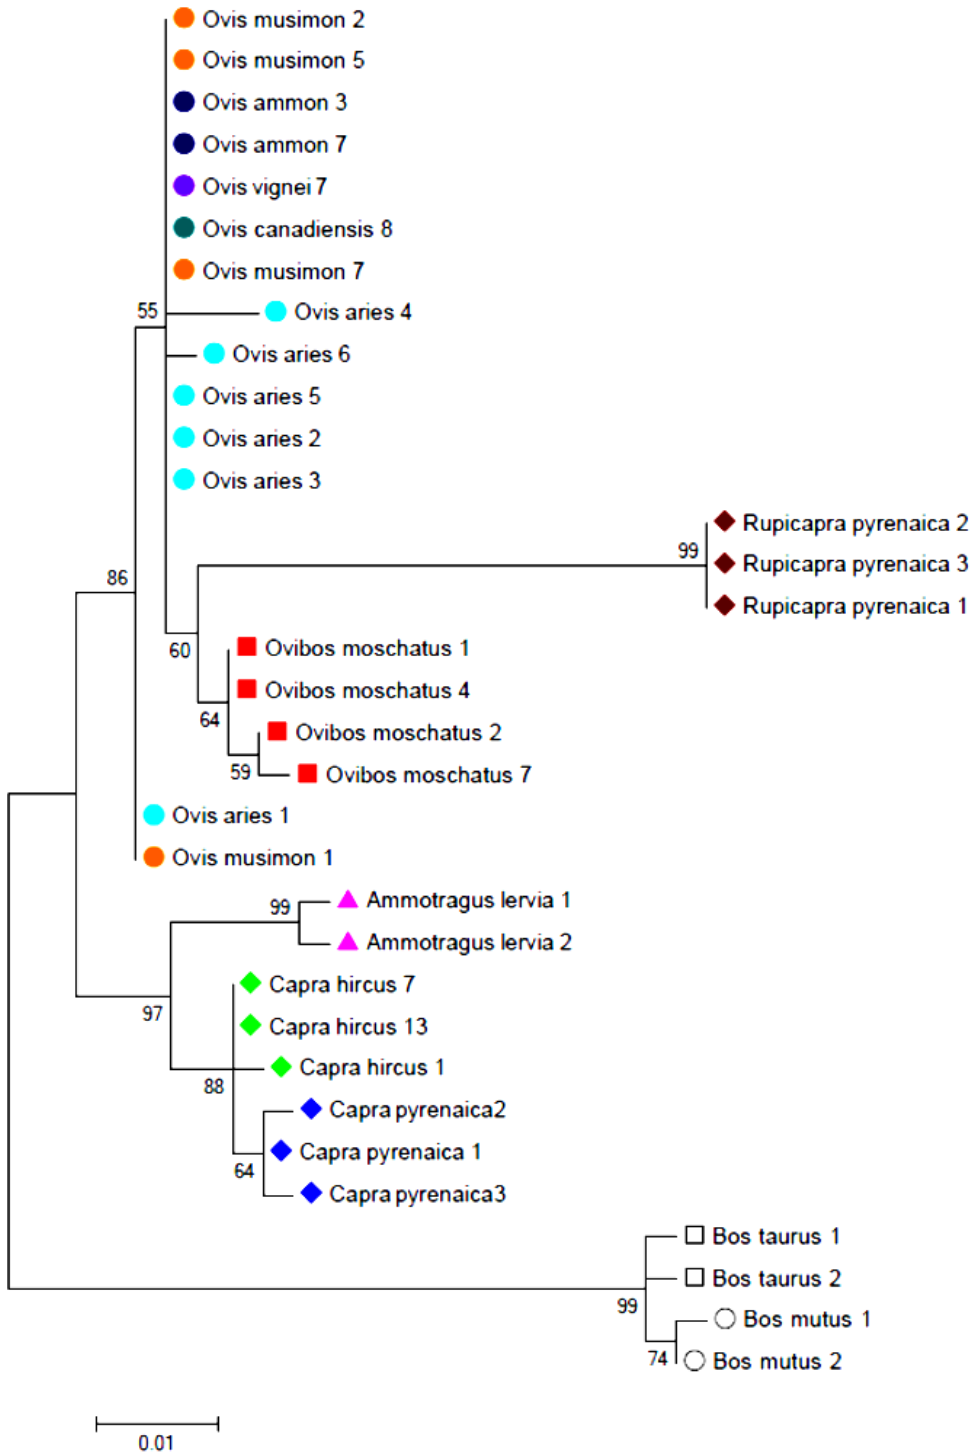 Ovis musimon 2
Ovis musimon 5
Ovis ammon 3
Ovis ammon 7
Ovis vignei 7
Ovis canadiensis 8
Ovis musimon 7
55
Ovis aries 4
Ovis aries 6
Ovis aries 5
Ovis aries 2
Ovis aries 3
Rupicapra pyrenaica 2
99
Rupicapra pyrenaica 3
86
Rupicapra pyrenaica 1
60
Ovibos moschatus 1
Ovibos moschatus 4
64
Ovibos moschatus 2
59
Ovibos moschatus 7
Ovis aries 1
Ovis musimon 1
99
Ammotragus lervia 1
Ammotragus lervia 2
Capra hircus 7
97
Capra hircus 13
Capra hircus 1
88
Capra pyrenaica2
Capra pyrenaica 1
64
Capra pyrenaica3
Bos taurus 1
Bos taurus 2
99
Bos mutus 1
74
Bos mutus 2
0.01